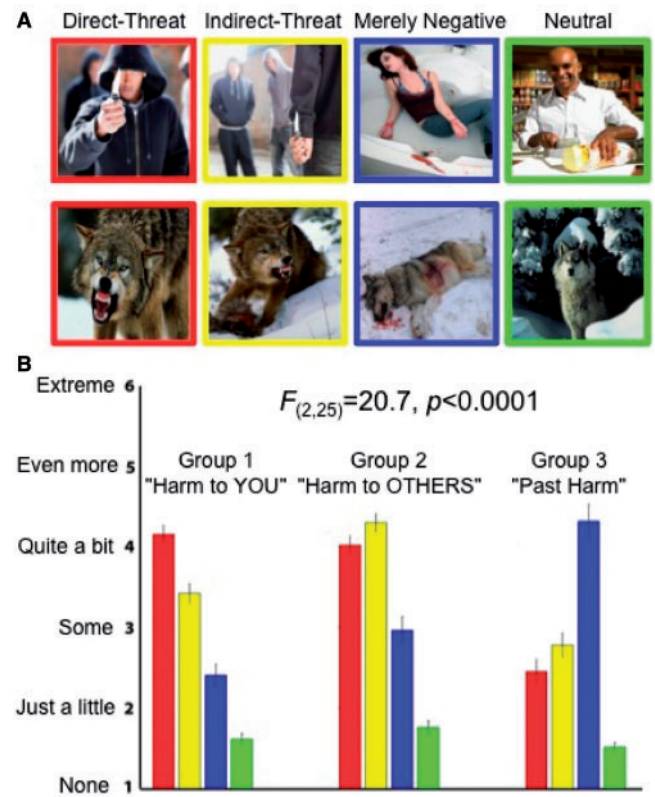 A
Direct-Threat Indirect-Threat Merely Negative Neutral
B
Extreme 6
F(2,25)=20.7, p<0.0001
Even more 5
Group 1 Group 2 Group 3
"Harm to YOU" "Harm to OTHERS" "Past Harm"
Quite a bit 4
Some 3
Just a little 2
None 1